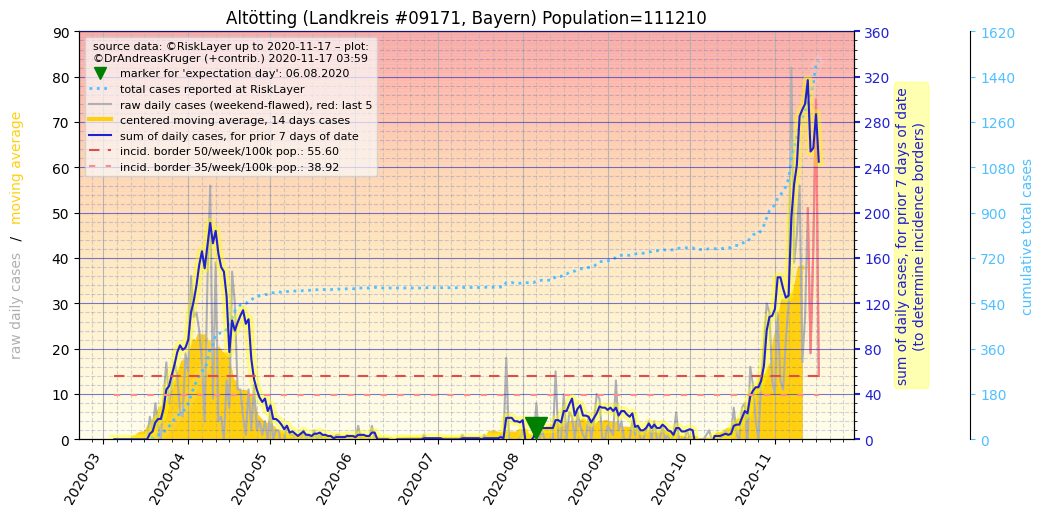 Altötting (Landkreis #09171, Bayern) Population=111210
source data: ©RiskLayer up to 2020-11-17 – plot:
©DrAndreasKruger (+contrib.) 2020-11-17 03:59
marker for 'expectation day': 06.08.2020
total cases reported at RiskLayer
raw daily cases (weekend-flawed), red: last 5
centered moving average, 14 days cases
sum of daily cases, for prior 7 days of date
incid. border 50/week/100k pop.: 55.60
incid. border 35/week/100k pop.: 38.92
raw daily cases / moving average
90
80
70
60
50
40
30
20
10
0
2020-03
2020-04
2020-05
2020-06
2020-07
2020-08
2020-09
2020-10
2020-11
360
320
280
240
200
160
120
80
40
0
sum of daily cases, for prior 7 days of date
(to determine incidence borders)
1620
1440
1260
1080
900
720
540
360
180
0
cumulative total cases